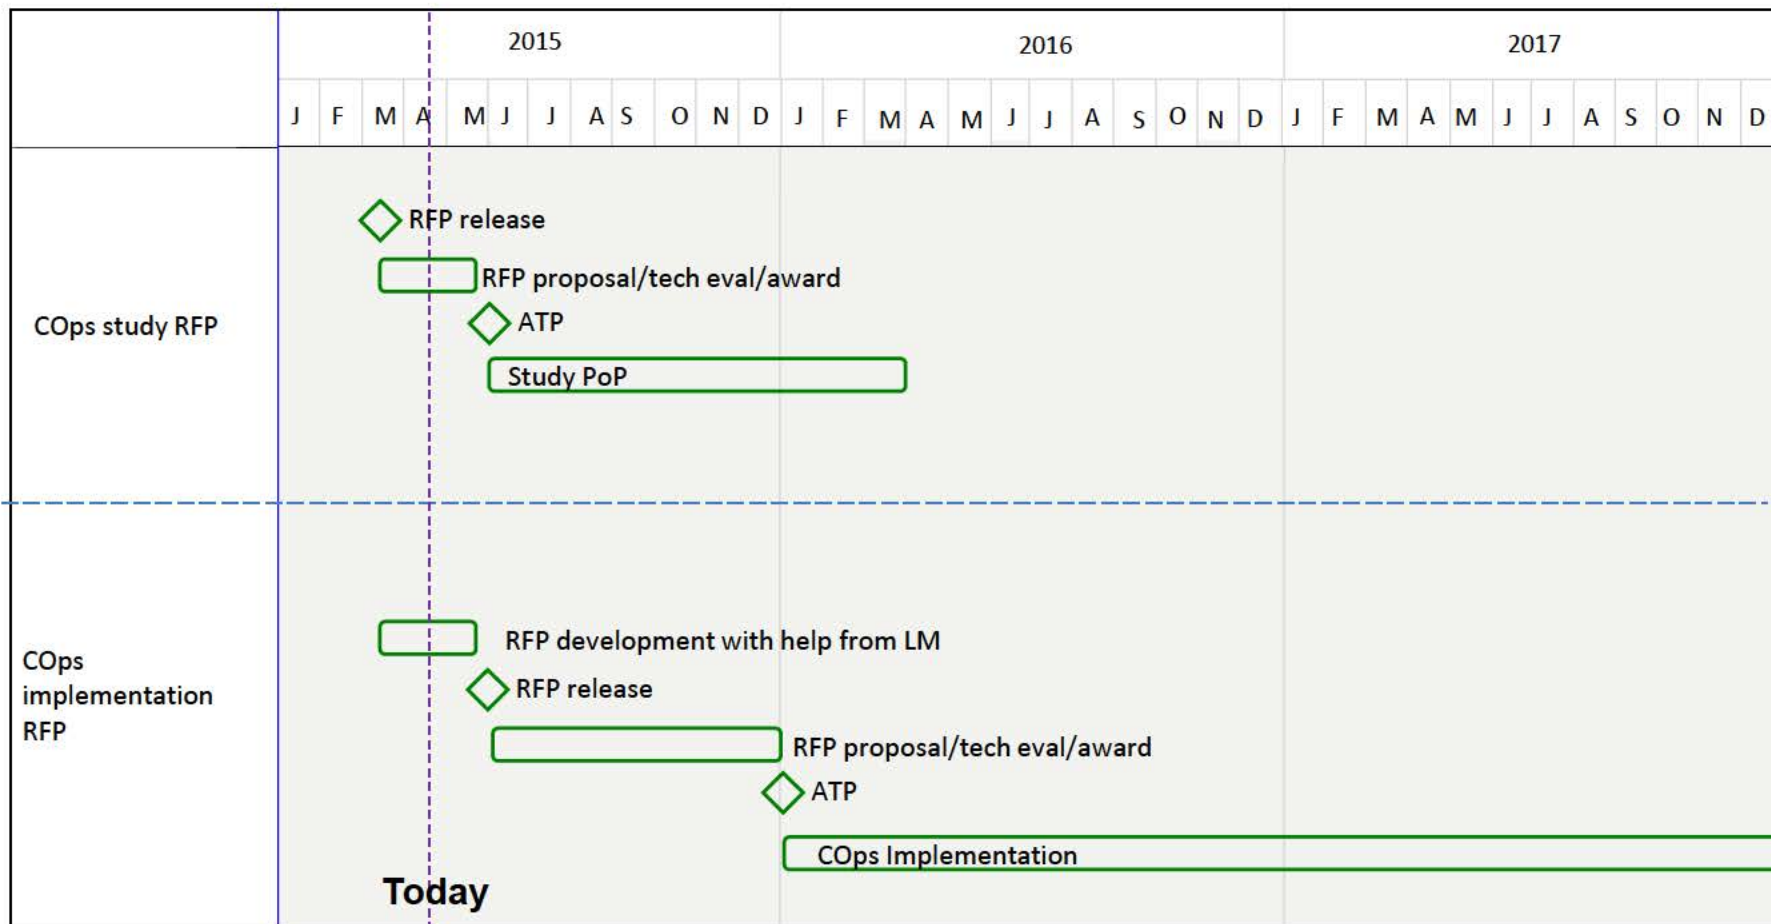 2015 2016 2017
J F M A M J J A S O N D J F M A M J J A S O N D J F M A M J J A S O N D
RFP release
RFP proposal/tech eval/award
COps study RFP
ATP
Study PoP
RFP development with help from LM
COps
implementation
RFP
RFP release
RFP proposal/tech eval/award
ATP
COps Implementation
Today